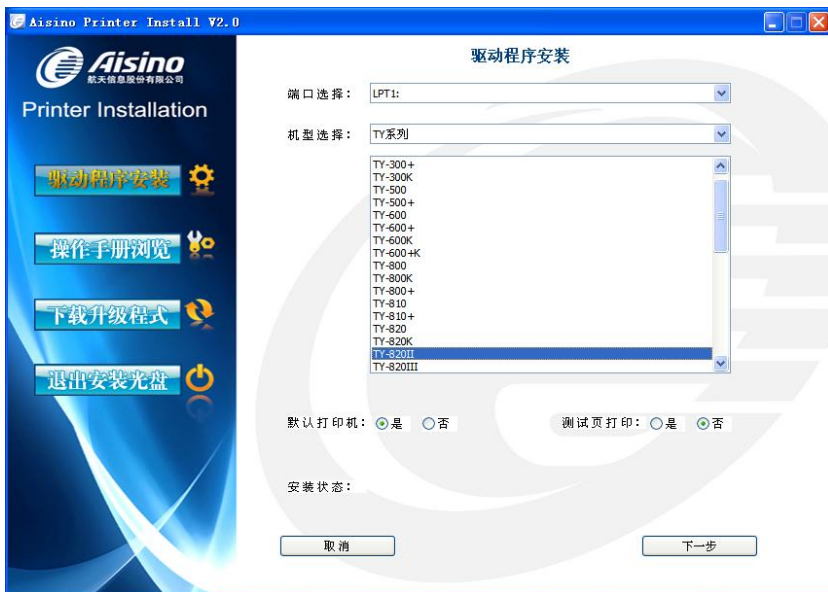 Aisino Printer Install V2.0
Aisino
航天信息股份有限公司
Printer Installation
驱动程序安装
操作手册浏览
下载升级程式
退出安装光盘
驱动程序安装
端口选择： LPT1:
机型选择： TY系列
TY-300+
TY-300K
TY-500
TY-500+
TY-600
TY-600+
TY-600K
TY-600+K
TY-800
TY-800K
TY-800+
TY-810
TY-810+
TY-820
TY-820K
TY-820II
TY-820III
默认打印机： 是 否 测试页打印： 是 否
安装状态：
取消 下一步